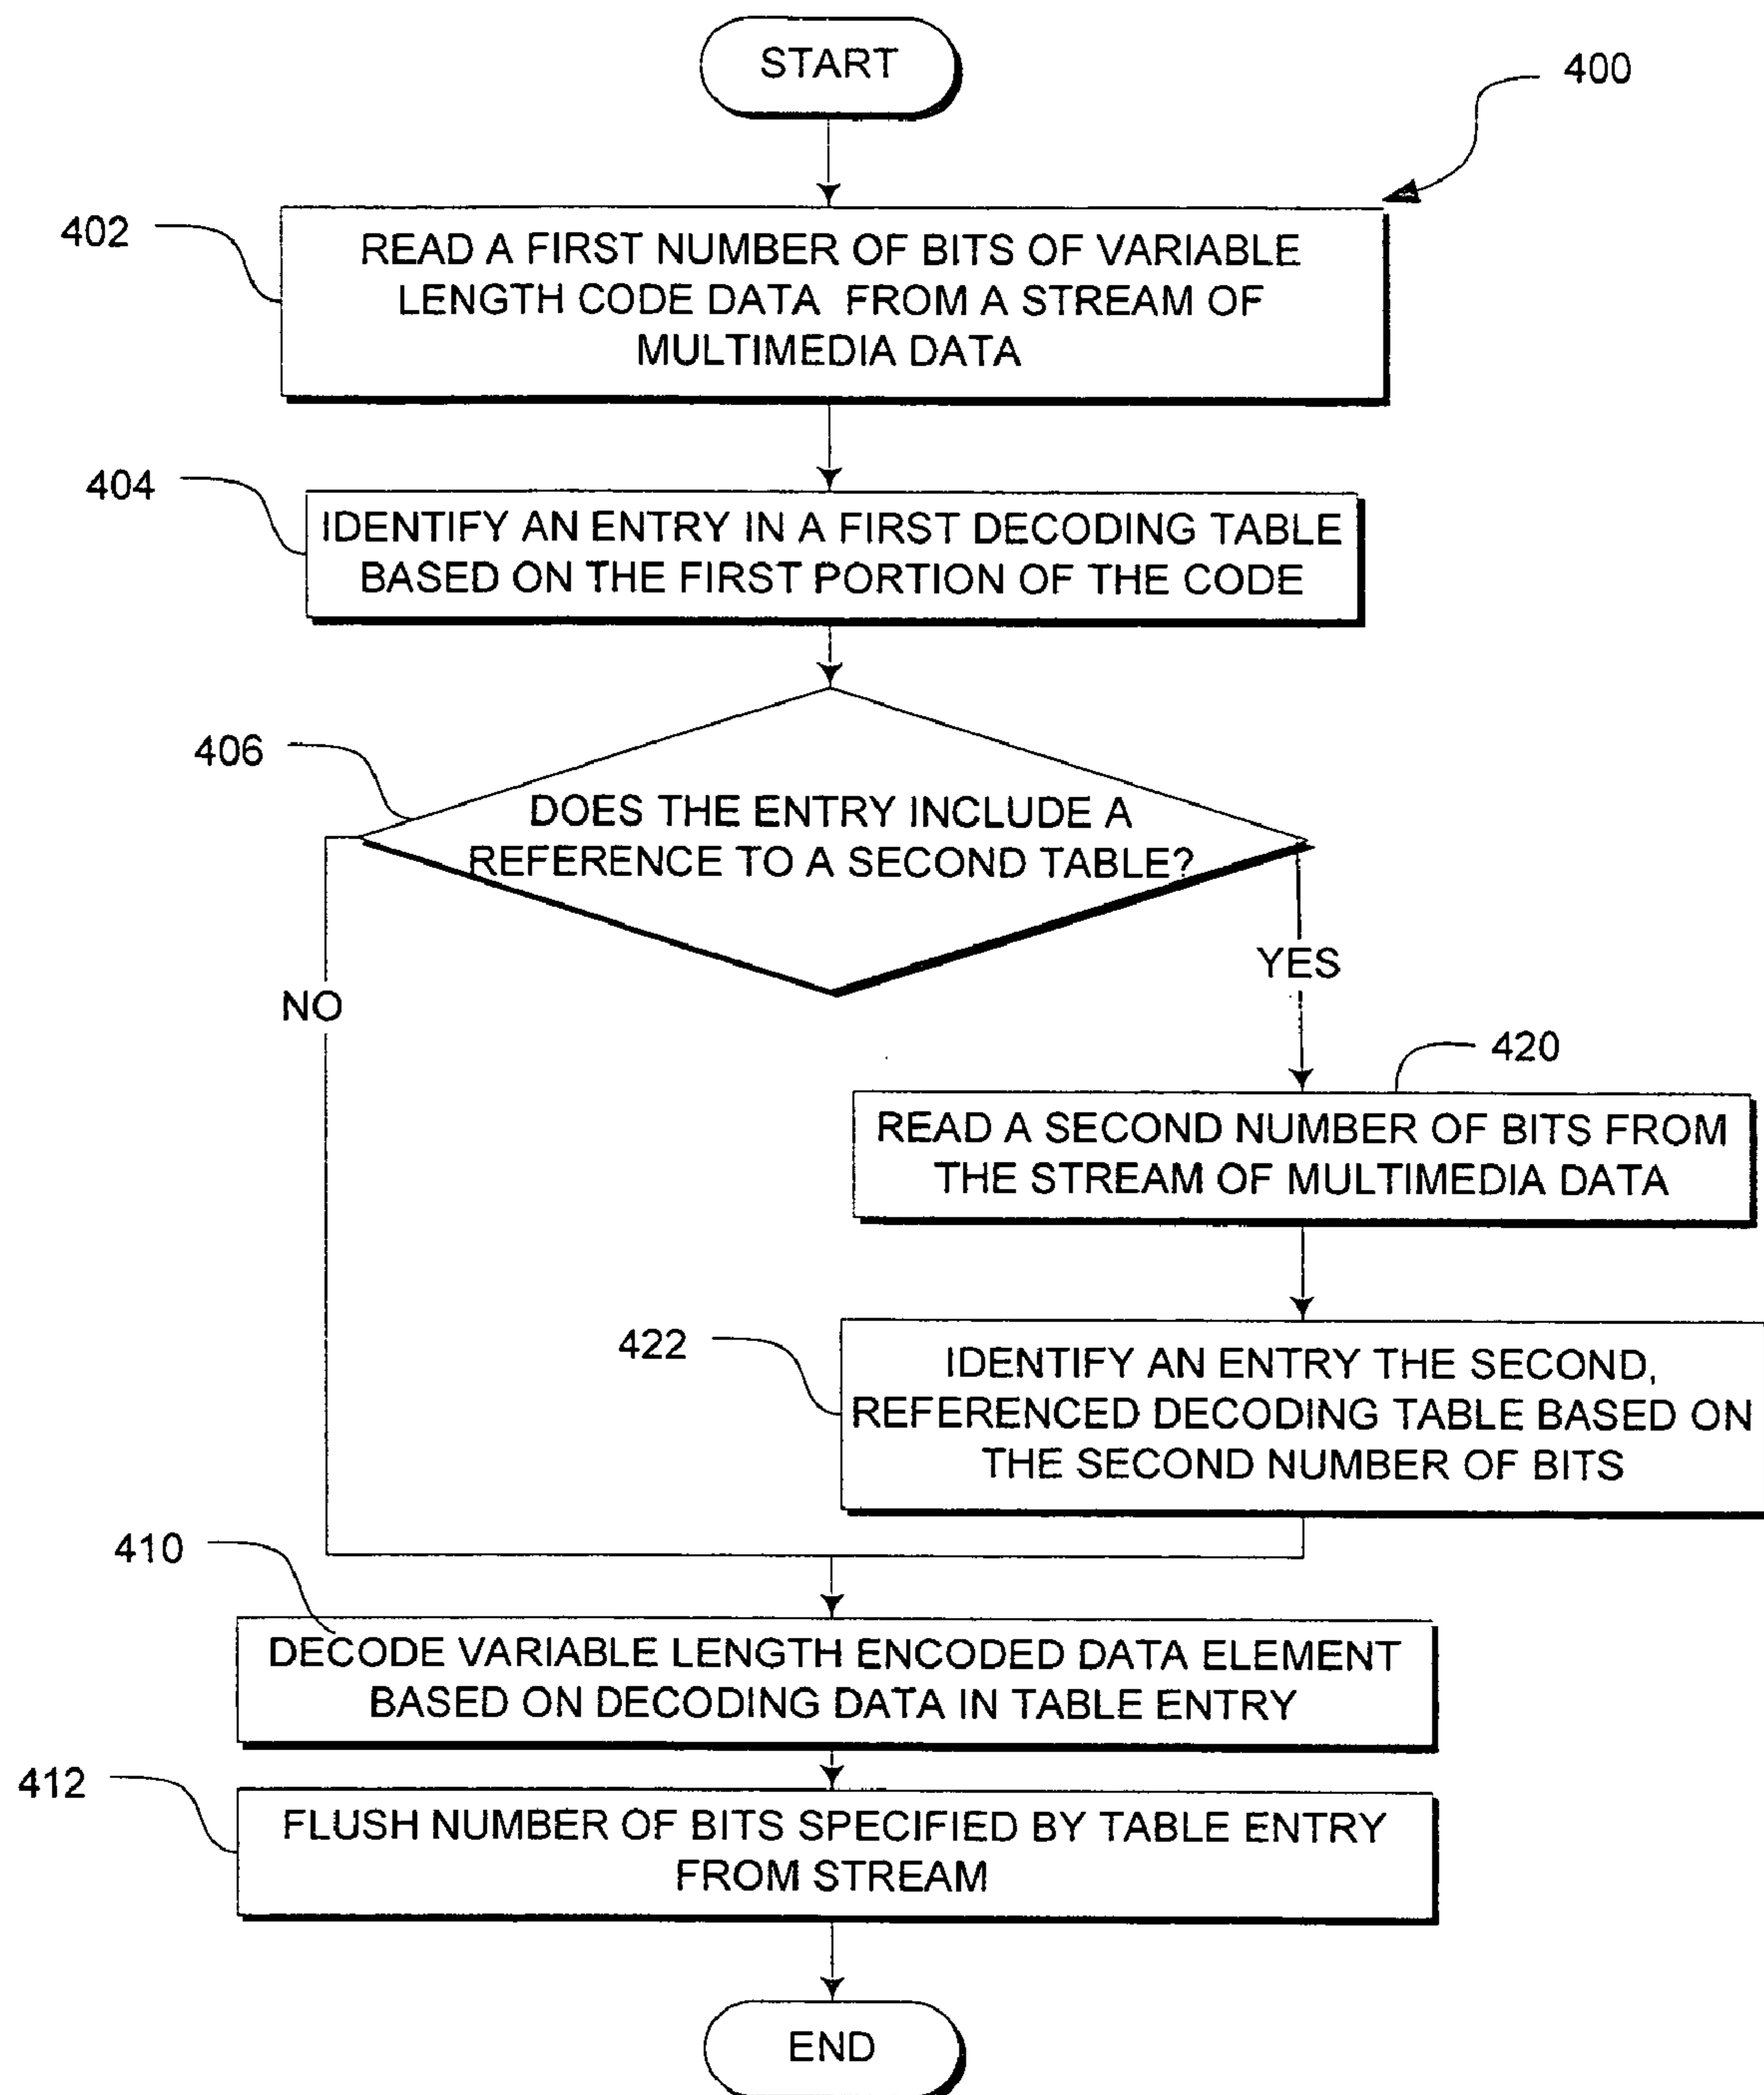 START
400
402
READ A FIRST NUMBER OF BITS OF VARIABLE
LENGTH CODE DATA FROM A STREAM OF
MULTIMEDIA DATA
404
IDENTIFY AN ENTRY IN A FIRST DECODING TABLE
BASED ON THE FIRST PORTION OF THE CODE
406
DOES THE ENTRY INCLUDE A
REFERENCE TO A SECOND TABLE?
YES
NO
420
READ A SECOND NUMBER OF BITS FROM
THE STREAM OF MULTIMEDIA DATA
422
IDENTIFY AN ENTRY THE SECOND,
REFERENCED DECODING TABLE BASED ON
THE SECOND NUMBER OF BITS
410
DECODE VARIABLE LENGTH ENCODED DATA ELEMENT
BASED ON DECODING DATA IN TABLE ENTRY
412
FLUSH NUMBER OF BITS SPECIFIED BY TABLE ENTRY
FROM STREAM
END